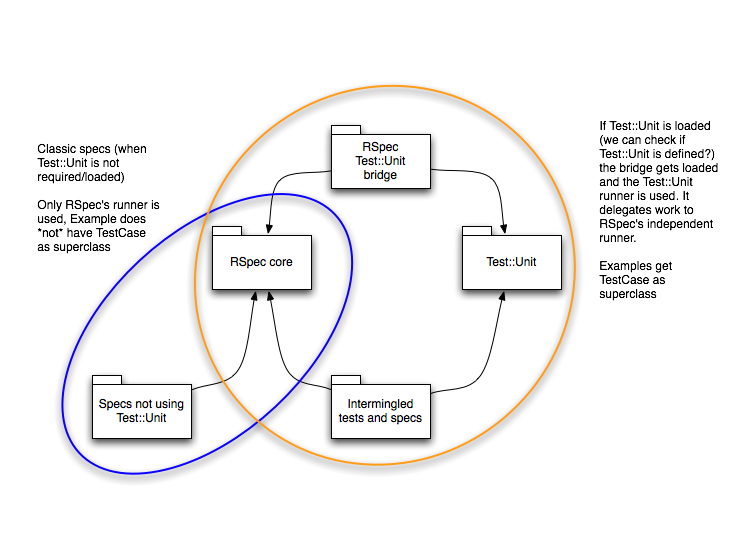 Classic specs (when
Test::Unit is not
required/loaded)
Only RSpec's runner is
used, Example does
*not* have TestCase
as superclass
RSpec
Test::Unit
bridge
If Test::Unit is loaded
(we can check if
Test::Unit is defined?)
the bridge gets loaded
and the Test::Unit
runner is used. It
delegates work to
RSpec's independent
runner.
Examples get
TestCase as
superclass
RSpec core
Test::Unit
Specs not using
Test::Unit
Intermingled
tests and specs